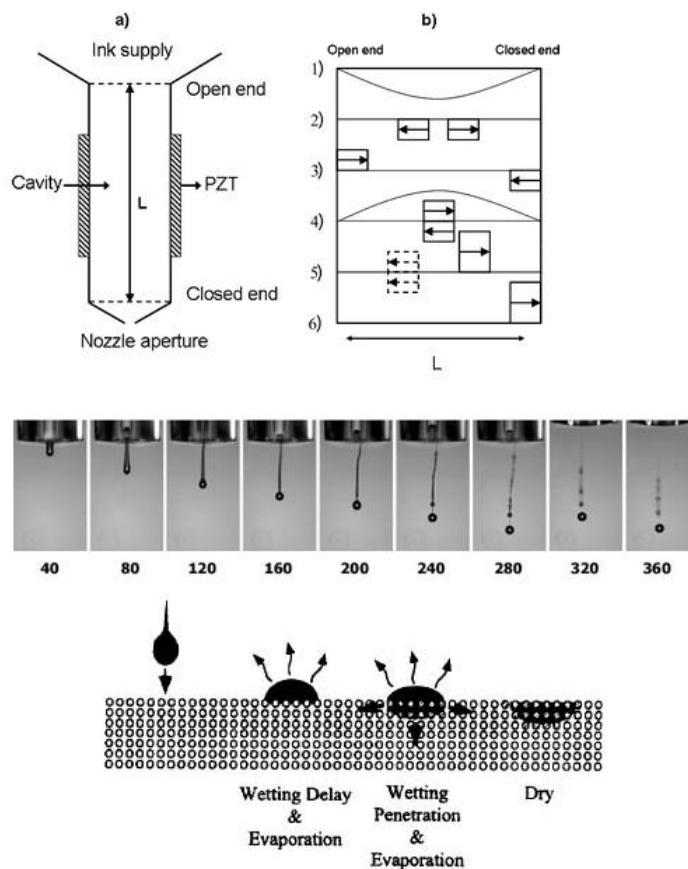 a)
Ink supply
Open end
Cavity
L
PZT
Closed end
Nozzle aperture
b)
Open end Closed end
1)
2)
3)
4)
5)
6)
L
40 80 120 160 200 240 280 320 360
Wetting Delay Wetting Dry
& Penetration
Evaporation &
Evaporation